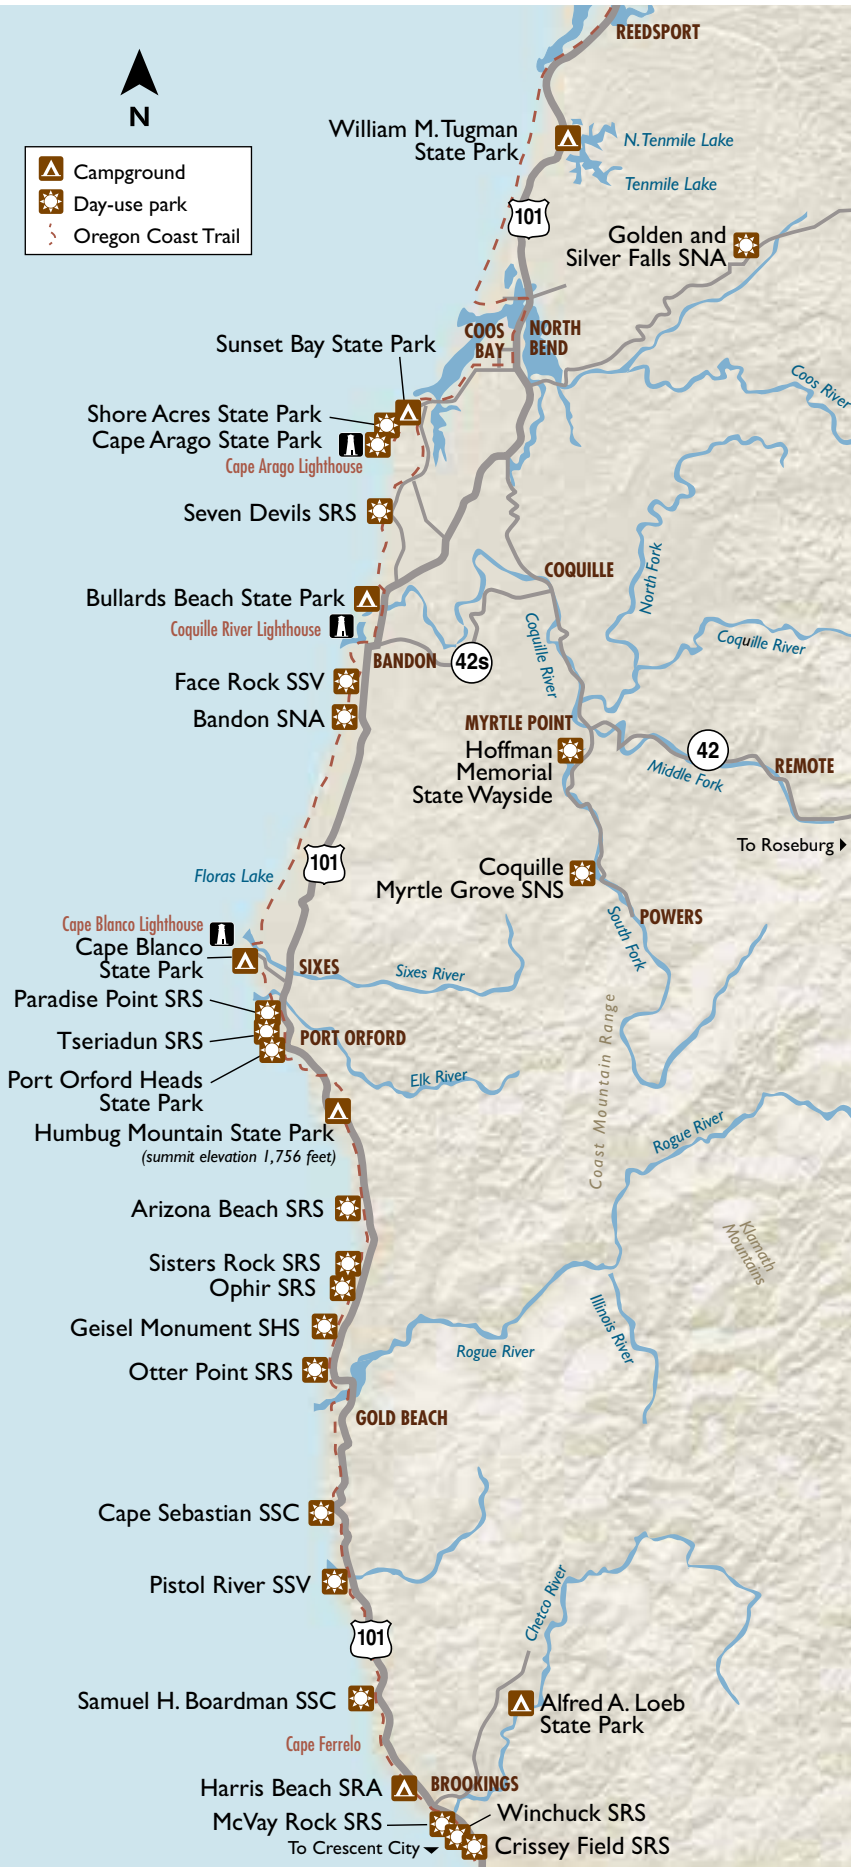 REEDSPORT
N
William M. Tugman
State Park
N. Tenmile Lake
Tenmile Lake
Campground
Day-use park
Oregon Coast Trail
101
Golden and
Silver Falls SNA
COOS
BAY
NORTH
BEND
Sunset Bay State Park
Coos River
Shore Acres State Park
Cape Arago State Park
Cape Arago Lighthouse
Seven Devils SRS
COQUILLE
North Fork
Bullards Beach State Park
Coquille River Lighthouse
Coquille River
Coquille River
BANDON
42s
Face Rock SSV
Bandon SNA
MYRTLE POINT
Hoffman
Memorial
State Wayside
42
Middle Fork
REMOTE
To Roseburg
101
Floras Lake
Coquille
Myrtle Grove SNS
POWERS
South Fork
Cape Blanco Lighthouse
Cape Blanco
State Park
SIXES
Sixes River
Paradise Point SRS
Tseriadun SRS
PORT ORFORD
Port Orford Heads
State Park
Elk River
Coast Mountain Range
Humbug Mountain State Park
(summit elevation 1,756 feet)
Rogue River
Arizona Beach SRS
Klamath
Mountains
Sisters Rock SRS
Ophir SRS
Geisel Monument SHS
Illinois River
Rogue River
Otter Point SRS
GOLD BEACH
Cape Sebastian SSC
Pistol River SSV
Chetco River
101
Samuel H. Boardman SSC
Alfred A. Loeb
State Park
Cape Ferrelo
Harris Beach SRA
BROOKINGS
McVay Rock SRS
Winchuck SRS
To Crescent City
Crissey Field SRS